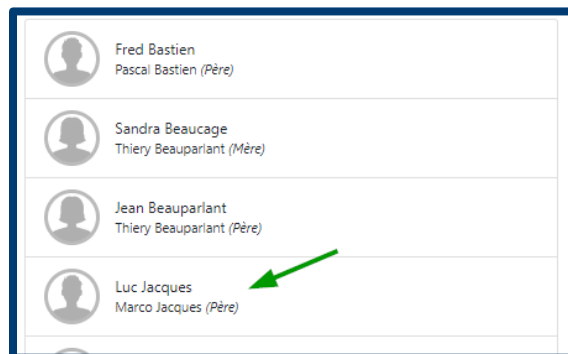 Fred Bastien
Pascal Bastien (Père)
Sandra Beaucage
Thiery Beauparlant (Mère)
Jean Beauparlant
Thiery Beauparlant (Père)
Luc Jacques
Marco Jacques (Père)